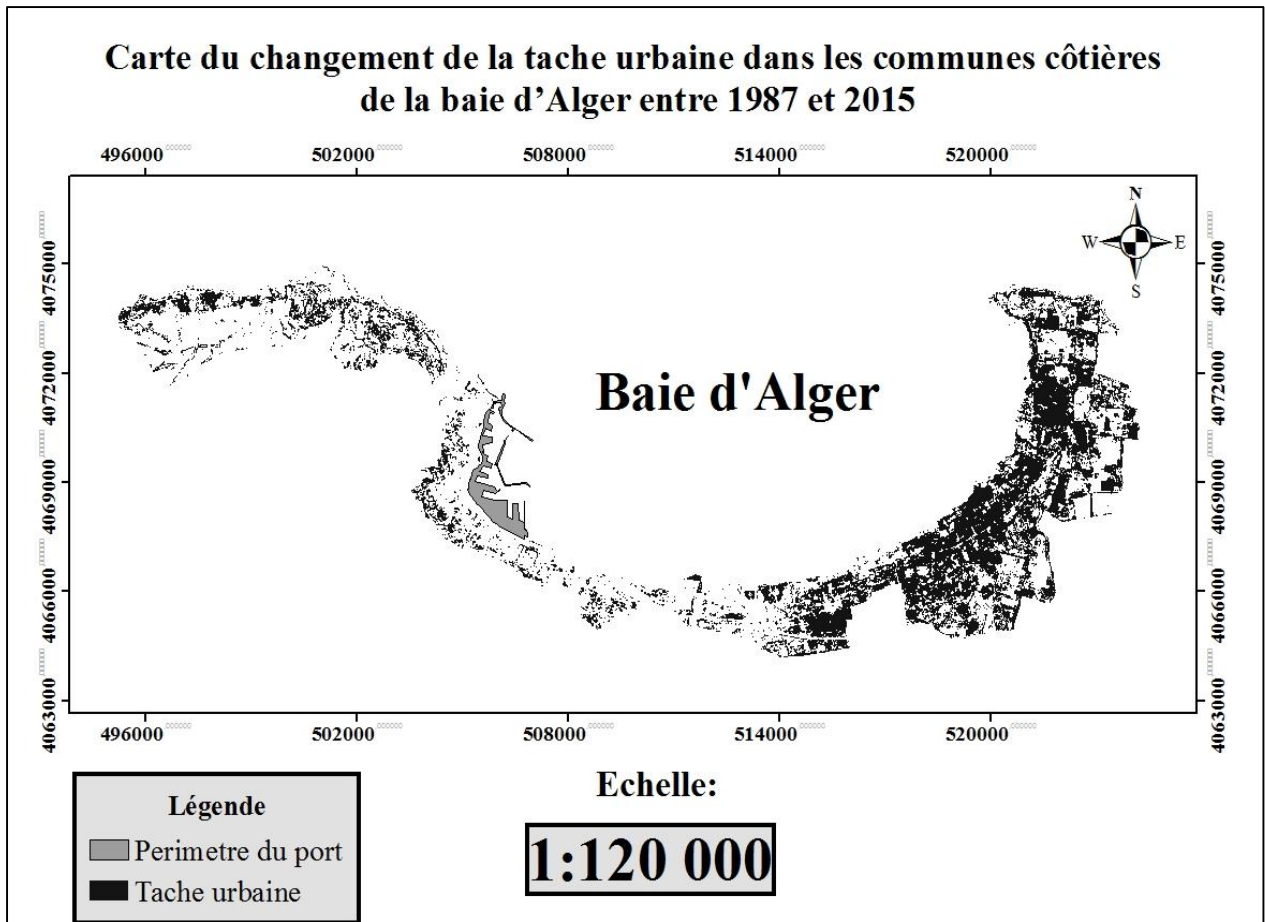 Carte du changement de la tache urbaine dans les communes côtières
de la baie d'Alger entre 1987 et 2015
496000 502000 508000 514000 520000
N
W E
S
4075000 4075000
4072000 4072000
Baie d'Alger
4069000 4069000
4066000 4066000
4063000 4063000
496000 502000 508000 514000 520000
Légende
Perimetre du port
Tache urbaine
Echelle:
1:120 000